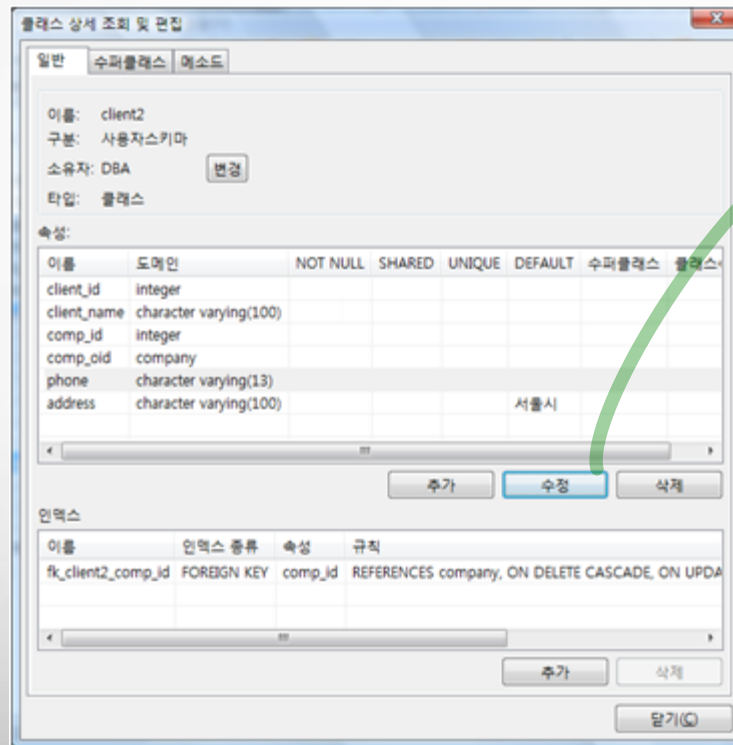 클래스 상세 조회 및 편집
일반 수퍼클래스 메소드
이름: client2
구분: 사용자스키마
소유자: DBA 변경
타입: 클래스
속성:
이름 도메인 NOT NULL SHARED UNIQUE DEFAULT 수퍼클래스 클래스
client_id integer
client_name character varying(100)
comp_id integer
comp_oid company
phone character varying(13)
address character varying(100) 서울시
추가 수정 삭제
인덱스
이름 인덱스 종류 속성 규칙
fk_client2_comp_id FOREIGN KEY comp_id REFERENCES company, ON DELETE CASCADE, ON UPDA
추가 삭제
닫기(C)